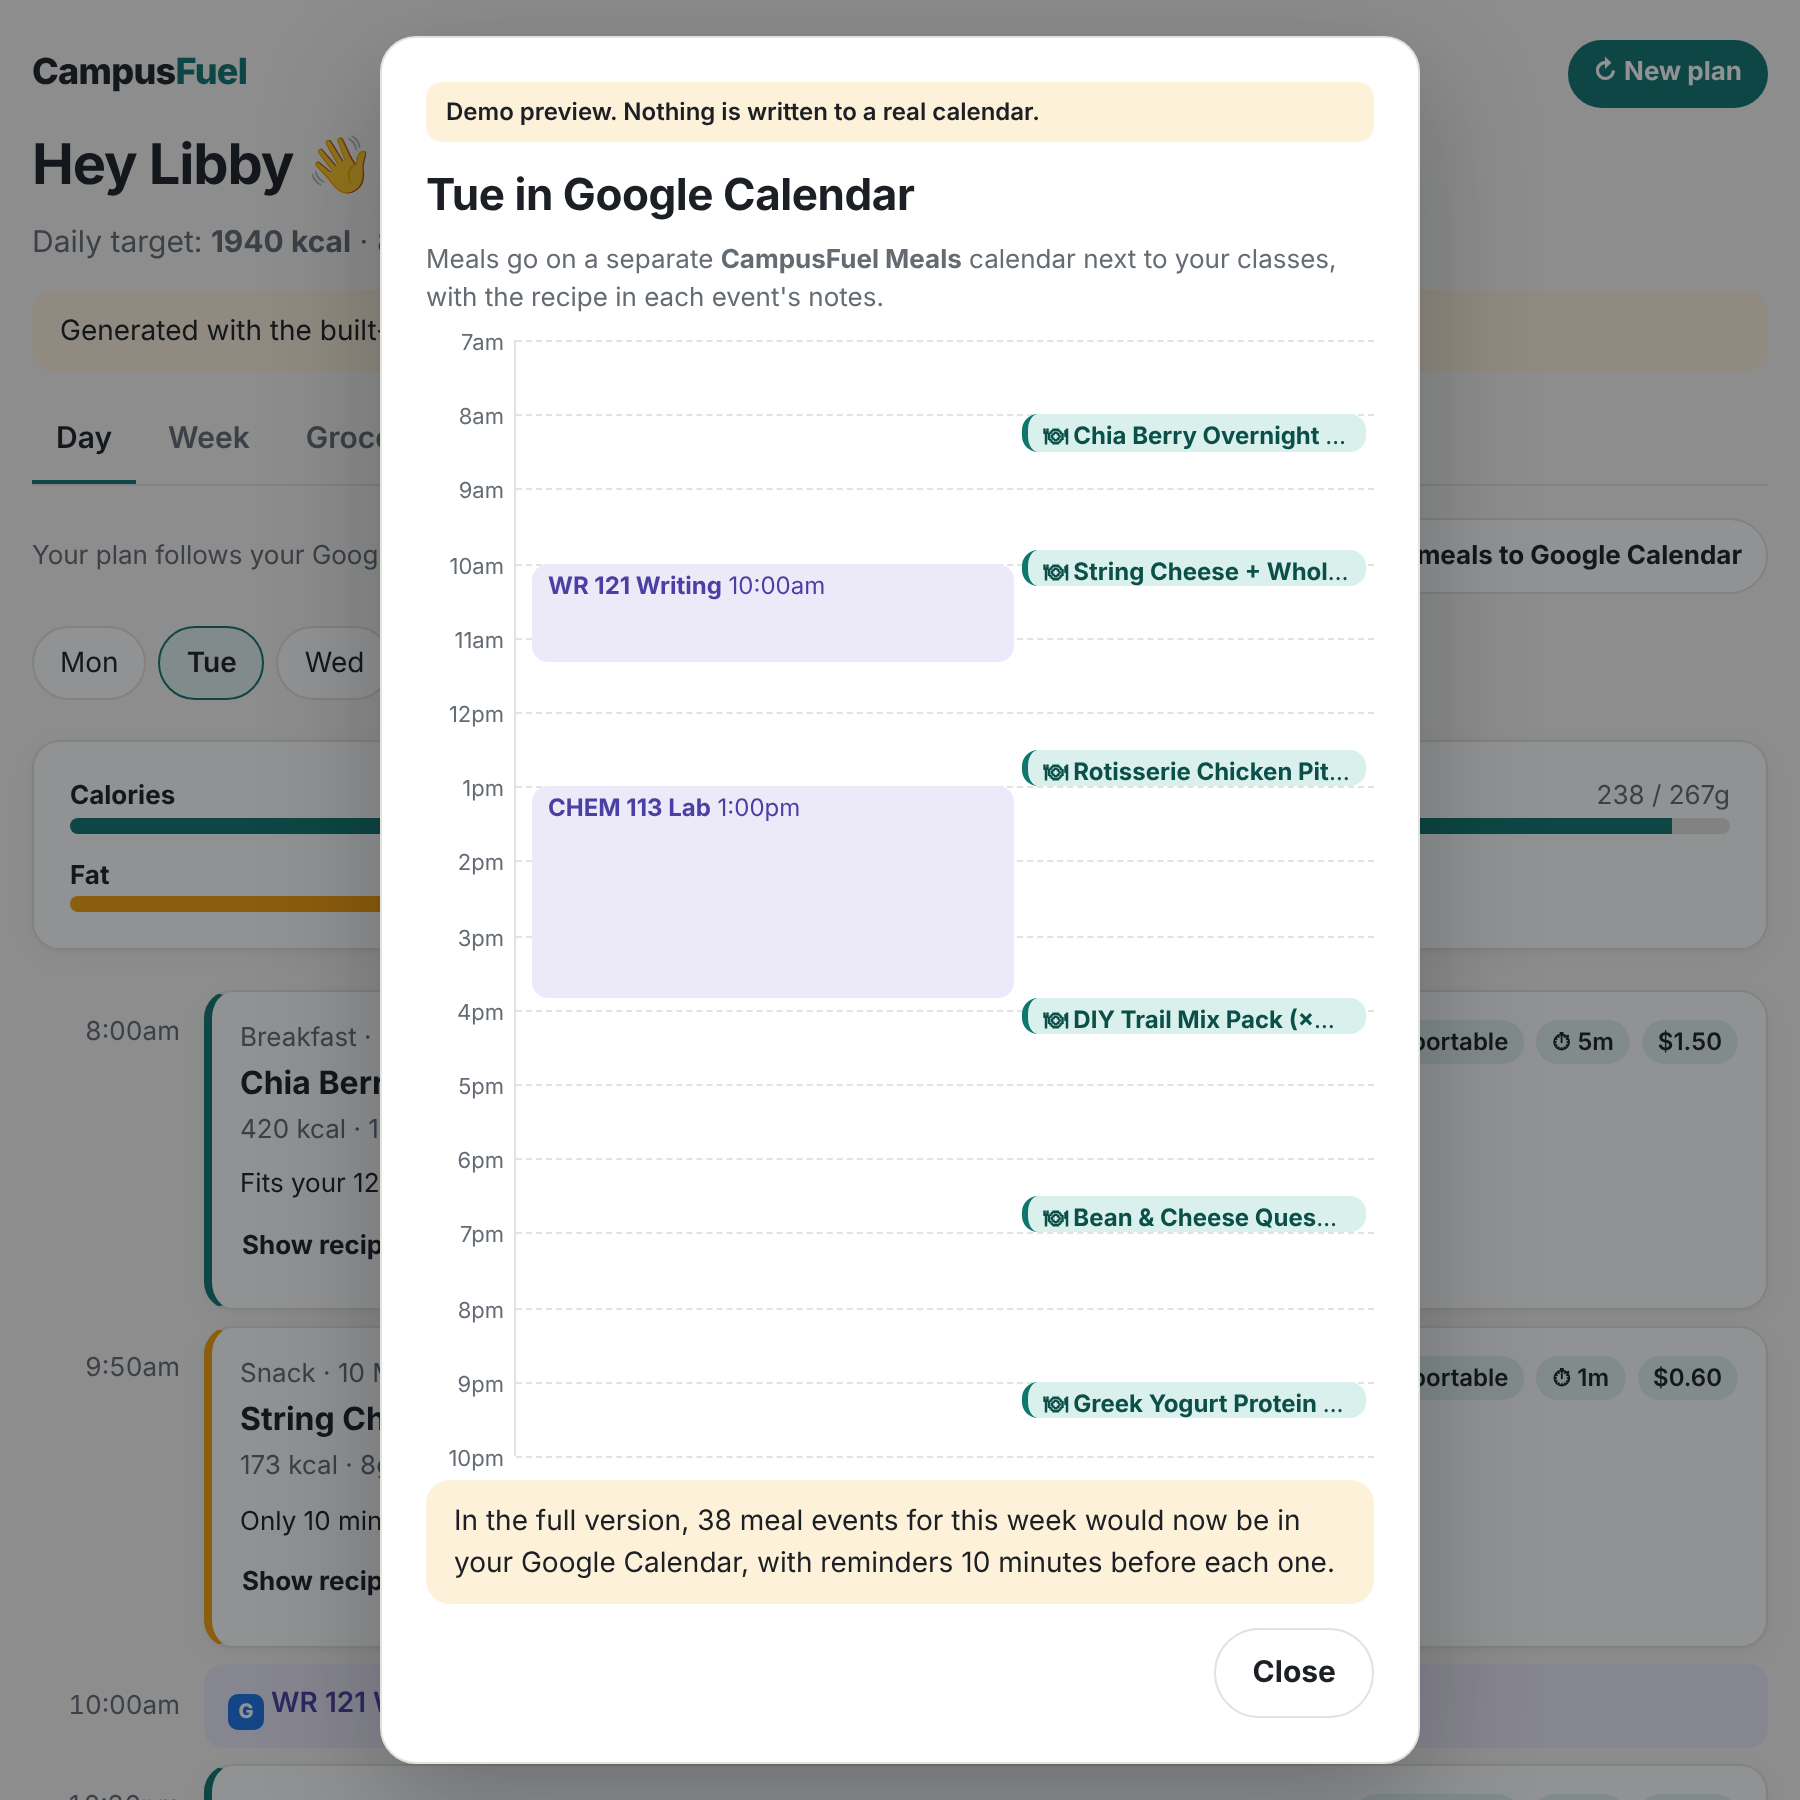 CampusFuel
↻ New plan
Hey Libby 👋
Daily target: 1940 kcal ·
Generated with the built-
Day Week Groc
Your plan follows your Goog
meals to Google Calendar
Mon Tue Wed
Calories
238 / 267g
Fat
8:00am
Breakfast ·
Chia Berr
420 kcal · 1
Fits your 12
Show recip
portable ⏱ 5m $1.50
9:50am
Snack · 10
String Ch
173 kcal · 8g
Only 10 min
Show recip
portable ⏱ 1m $0.60
10:00am
G WR 121
Demo preview. Nothing is written to a real calendar.
Tue in Google Calendar
Meals go on a separate CampusFuel Meals calendar next to your classes,
with the recipe in each event's notes.
7am
8am
🍽 Chia Berry Overnight ...
9am
10am
WR 121 Writing 10:00am
🍽 String Cheese + Whol...
11am
12pm
🍽 Rotisserie Chicken Pit...
1pm
CHEM 113 Lab 1:00pm
2pm
3pm
4pm
🍽 DIY Trail Mix Pack (×...
5pm
6pm
🍽 Bean & Cheese Ques...
7pm
8pm
9pm
🍽 Greek Yogurt Protein ...
10pm
In the full version, 38 meal events for this week would now be in
your Google Calendar, with reminders 10 minutes before each one.
Close